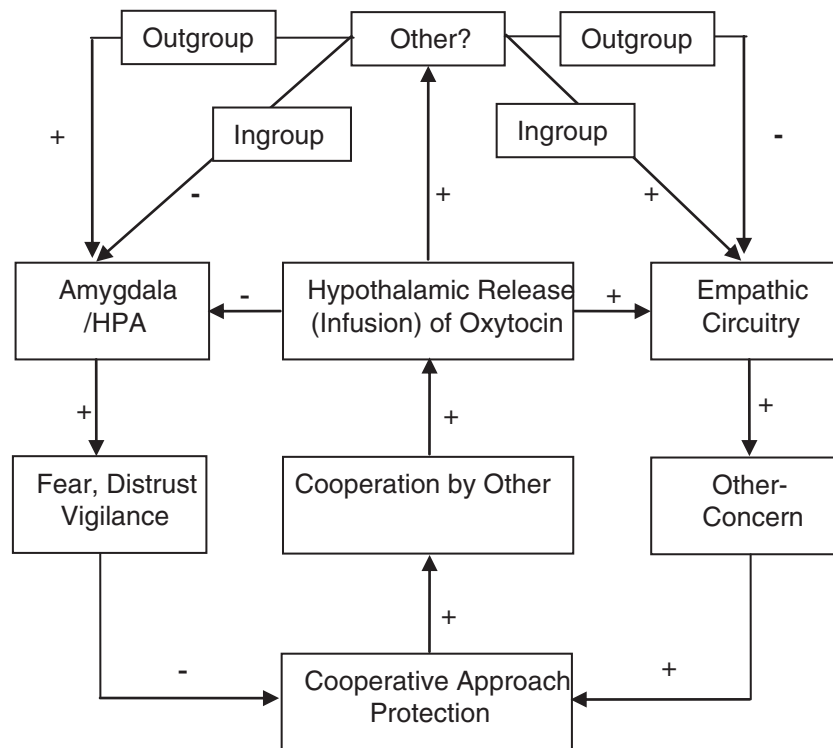 Outgroup
Other?
Outgroup
Ingroup
Ingroup
+
-
-
+
+
Amygdala
/HPA
-
Hypothalamic Release
(Infusion) of Oxytocin
+
Empathic
Circuitry
+
+
+
Fear, Distrust
Vigilance
Cooperation by Other
Other-
Concern
+
-
+
Cooperative Approach
Protection